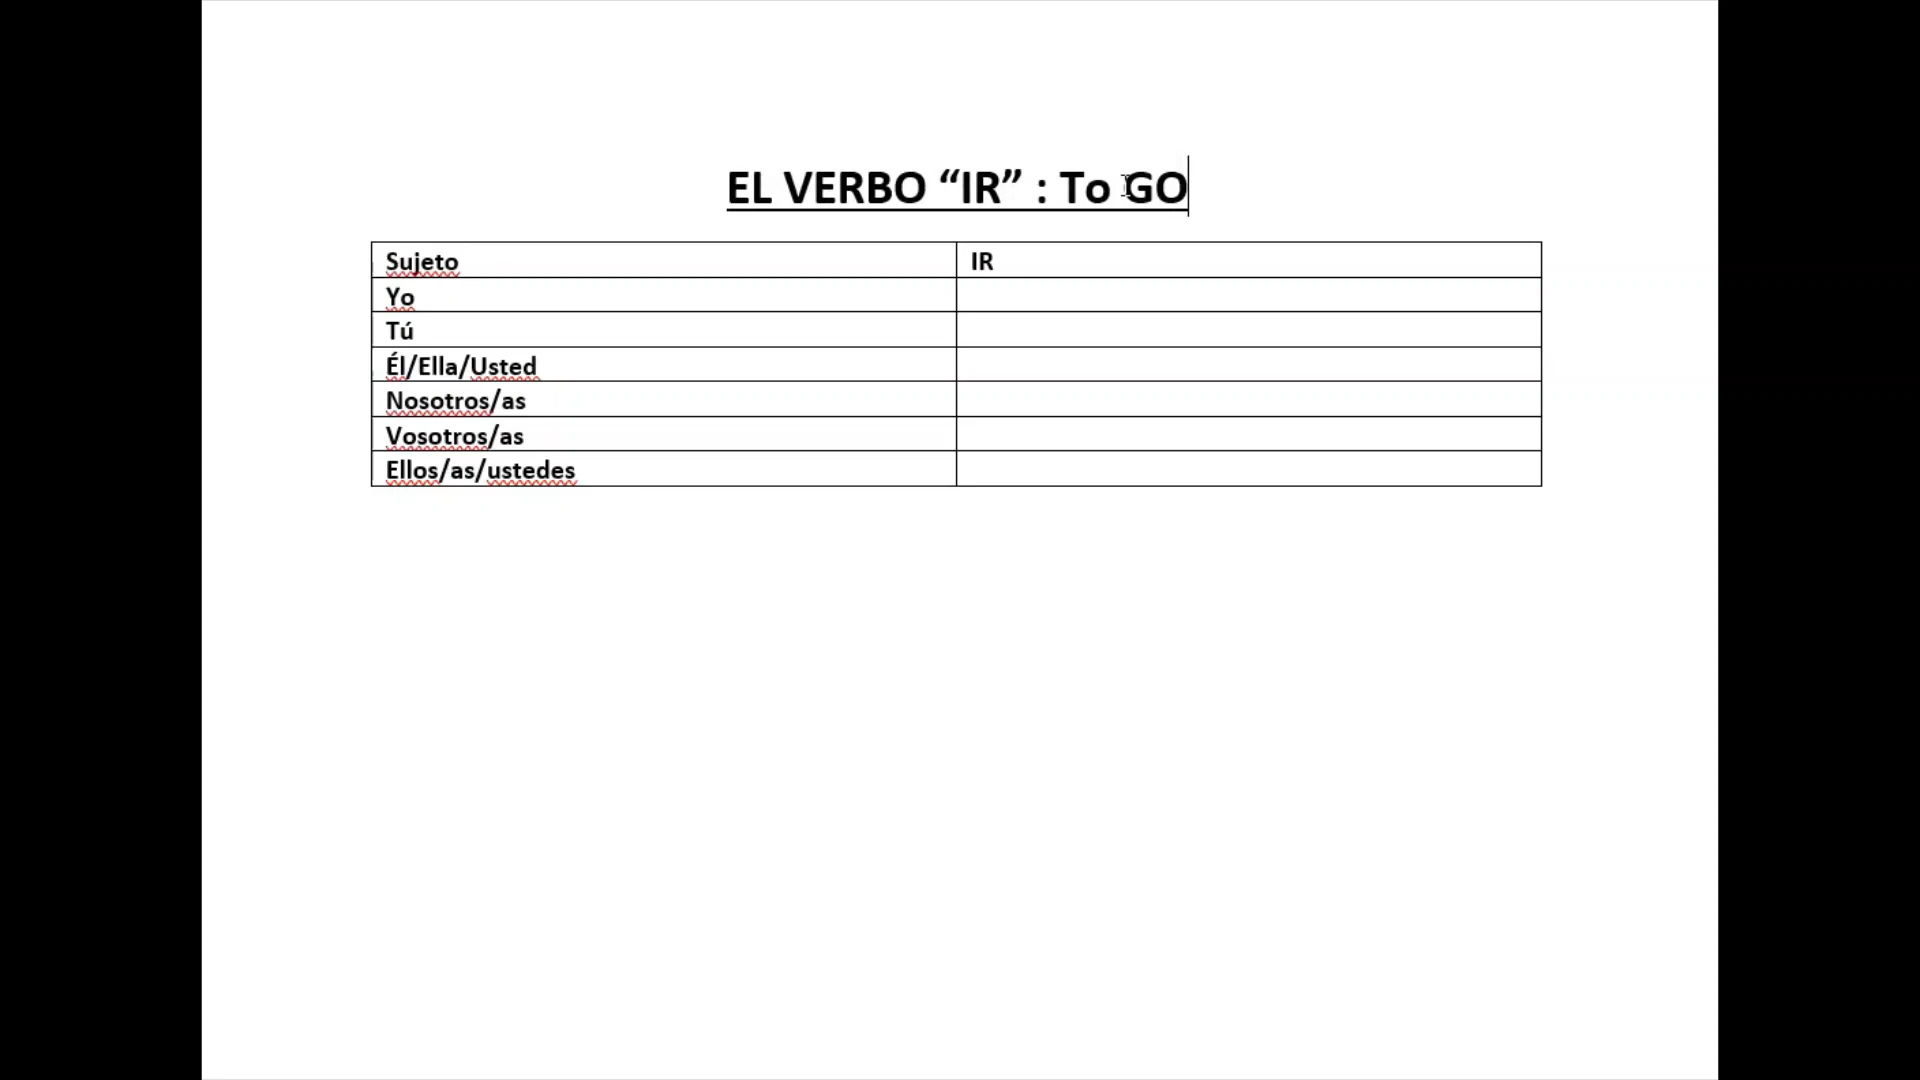 EL VERBO “IR” : To GO
Sujeto IR
Yo
Tú
Él/Ella/Usted
Nosotros/as
Vosotros/as
Ellos/as/ustedes